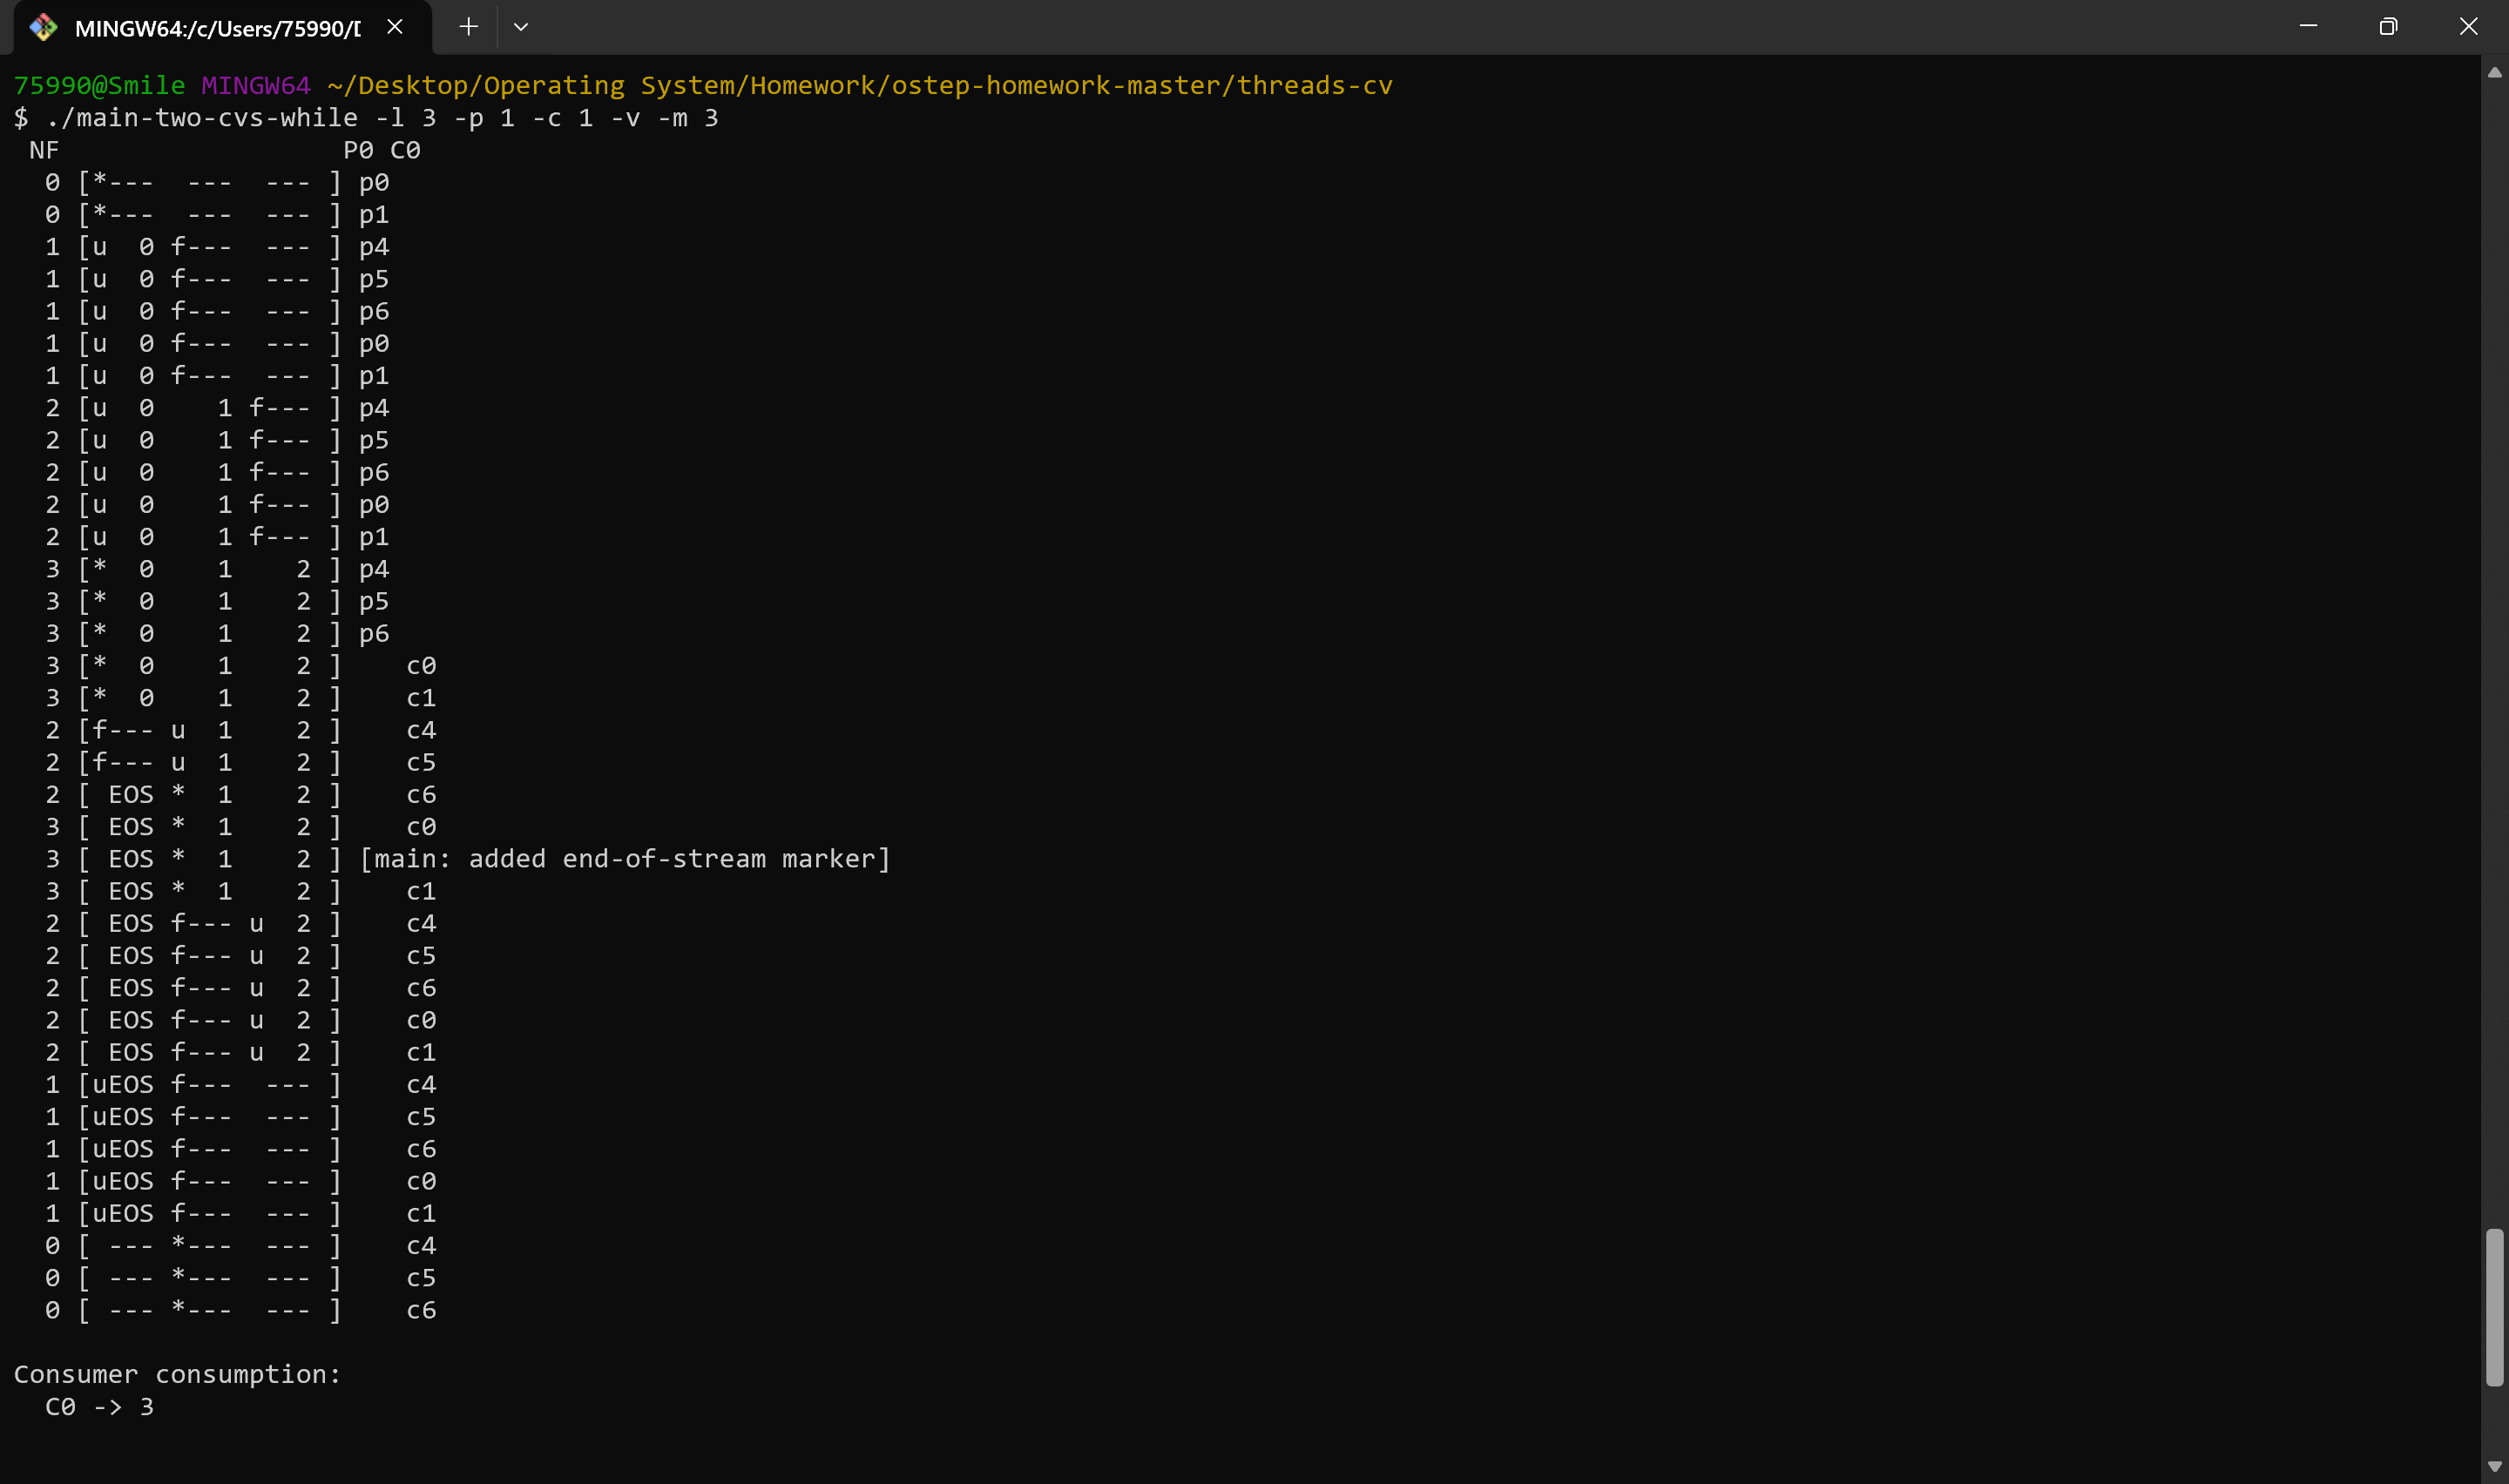 MINGW64:/c/Users/75990/
75990@Smile MINGW64 ~/Desktop/Operating System/Homework/ostep-homework-master/threads-cv
$ ./main-two-cvs-while -l 3 -p 1 -c 1 -v -m 3
 NF                  P0 C0
  0 [*---  ---  --- ] p0
  0 [*---  ---  --- ] p1
  1 [u  0 f---  --- ] p4
  1 [u  0 f---  --- ] p5
  1 [u  0 f---  --- ] p6
  1 [u  0 f---  --- ] p0
  1 [u  0 f---  --- ] p1
  2 [u  0    1 f--- ] p4
  2 [u  0    1 f--- ] p5
  2 [u  0    1 f--- ] p6
  2 [u  0    1 f--- ] p0
  2 [u  0    1 f--- ] p1
  3 [*  0    1    2 ] p4
  3 [*  0    1    2 ] p5
  3 [*  0    1    2 ] p6
  3 [*  0    1    2 ]    c0
  3 [*  0    1    2 ]    c1
  2 [f--- u  1    2 ]    c4
  2 [f--- u  1    2 ]    c5
  2 [ EOS *  1    2 ]    c6
  3 [ EOS *  1    2 ]    c0
  3 [ EOS *  1    2 ] [main: added end-of-stream marker]
  3 [ EOS *  1    2 ]    c1
  2 [ EOS f--- u  2 ]    c4
  2 [ EOS f--- u  2 ]    c5
  2 [ EOS f--- u  2 ]    c6
  2 [ EOS f--- u  2 ]    c0
  2 [ EOS f--- u  2 ]    c1
  1 [uEOS f---  --- ]    c4
  1 [uEOS f---  --- ]    c5
  1 [uEOS f---  --- ]    c6
  1 [uEOS f---  --- ]    c0
  1 [uEOS f---  --- ]    c1
  0 [ --- *---  --- ]    c4
  0 [ --- *---  --- ]    c5
  0 [ --- *---  --- ]    c6
Consumer consumption:
  C0 -> 3